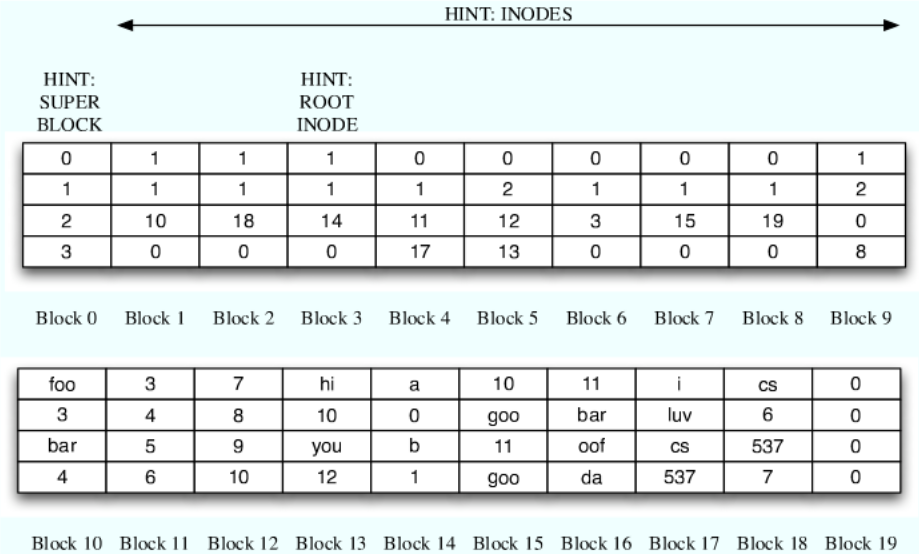 HINT: INODES
HINT:
SUPER
BLOCK
HINT:
ROOT
INODE
0 1 1 1 0 0 0 0 0 1
1 1 1 1 1 2 1 1 1 2
2 10 18 14 11 12 3 15 19 0
3 0 0 0 17 13 0 0 0 8
Block 0 Block 1 Block 2 Block 3 Block 4 Block 5 Block 6 Block 7 Block 8 Block 9
foo 3 7 hi a 10 11 i cs 0
3 4 8 10 0 goo bar luv 6 0
bar 5 9 you b 11 oof cs 537 0
4 6 10 12 1 goo da 537 7 0
Block 10 Block 11 Block 12 Block 13 Block 14 Block 15 Block 16 Block 17 Block 18 Block 19